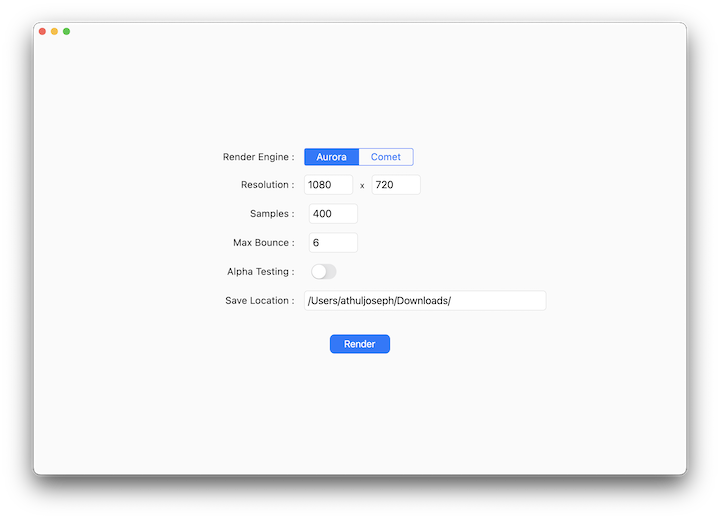 Render Engine : Aurora Comet
Resolution : 1080 x 720
Samples : 400
Max Bounce : 6
Alpha Testing :
Save Location : /Users/athuljoseph/Downloads/
Render